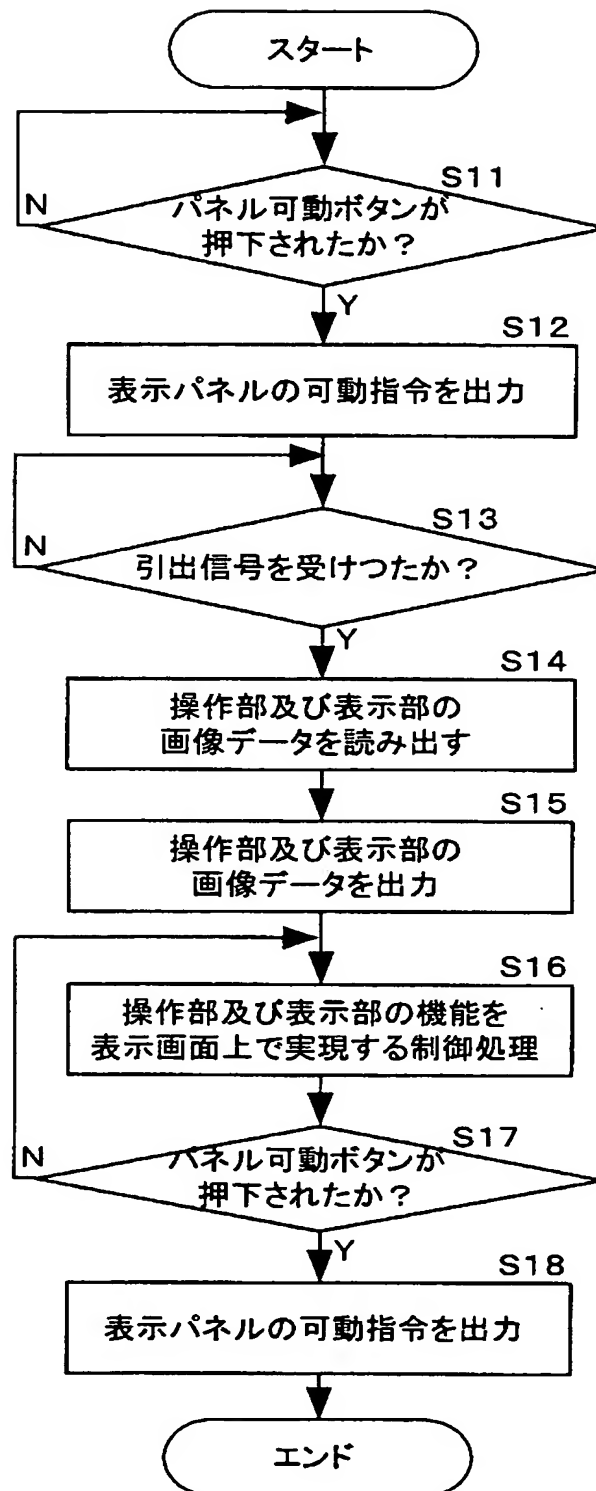 スタート
S11
パネル可動ボタンが
押下されたか？
N
Y
S12
表示パネルの可動指令を出力
S13
引出信号を受けつたか？
N
Y
S14
操作部及び表示部の
画像データを読み出す
S15
操作部及び表示部の
画像データを出力
S16
操作部及び表示部の機能を
表示画面上で実現する制御処理
S17
パネル可動ボタンが
押下されたか？
N
Y
S18
表示パネルの可動指令を出力
エンド